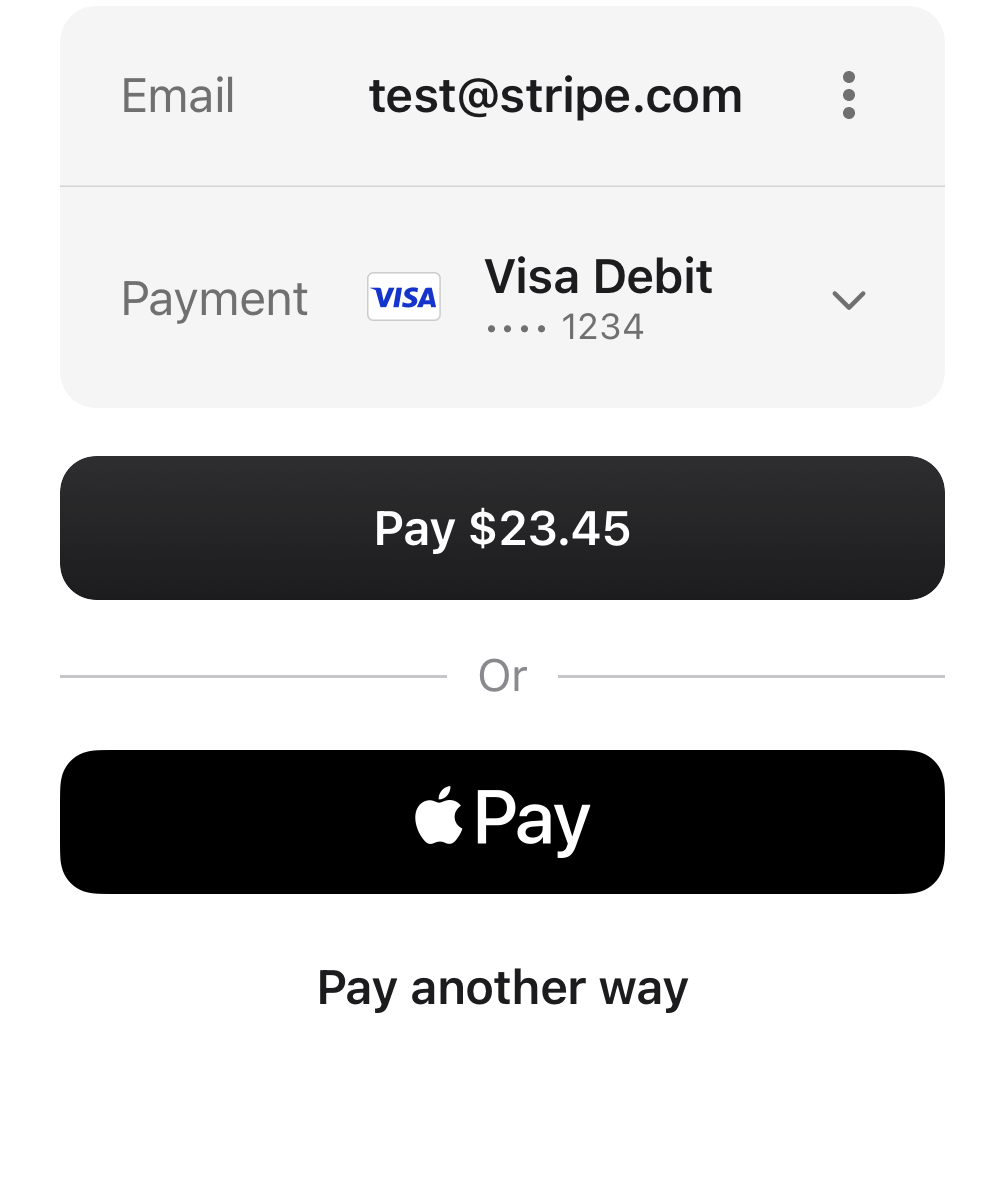 Email test@stripe.com
Payment VISA Visa Debit
•••• 1234
Pay $23.45
Or
Pay
Pay another way